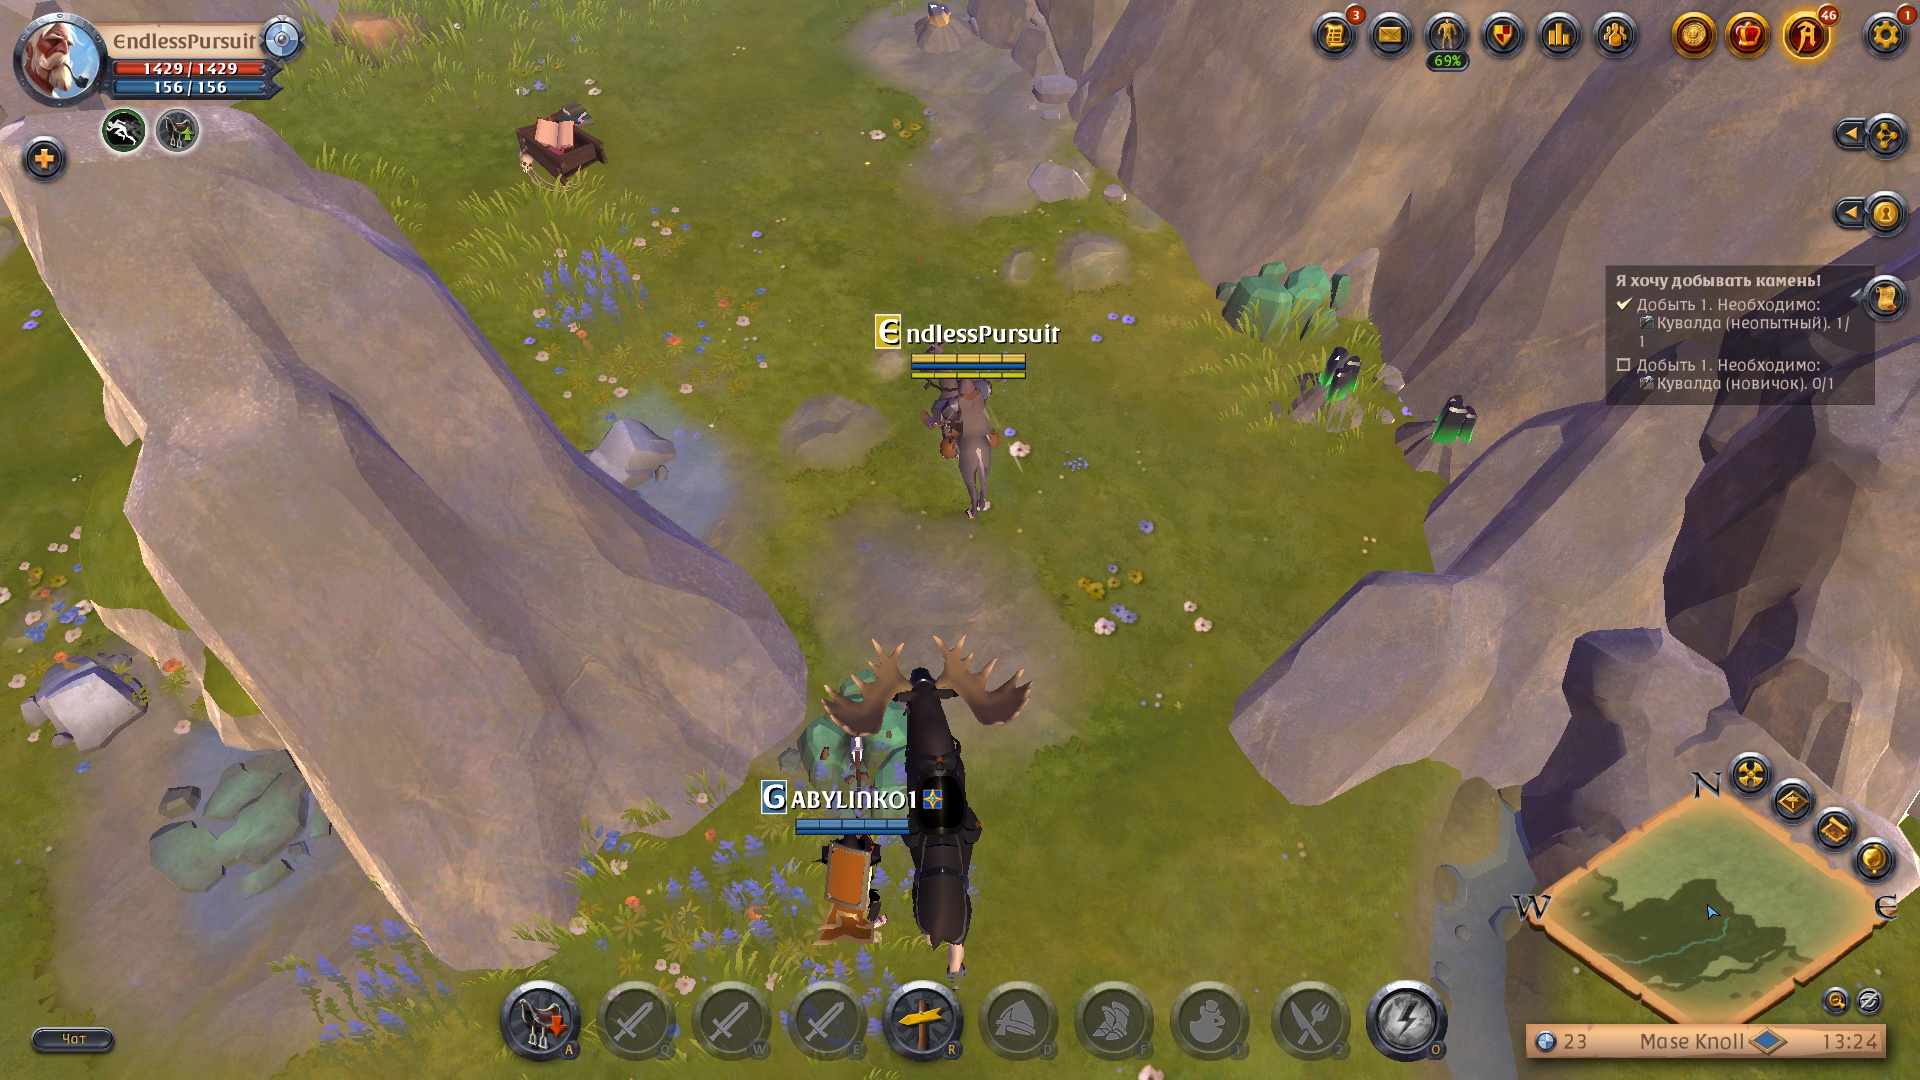 EndlessPursuit
1429 / 1429
156 / 156
3
69%
46
1
Я хочу добывать камень!
Добыть 1. Необходимо:
Кувалда (неопытный). 1/
1
Добыть 1. Необходимо:
Кувалда (новичок). 0/1
EndlessPursuit
GABYLINKO1
N
W
E
Чат
A
Q
W
E
R
D
F
1
2
O
23
Mase Knoll
13:24